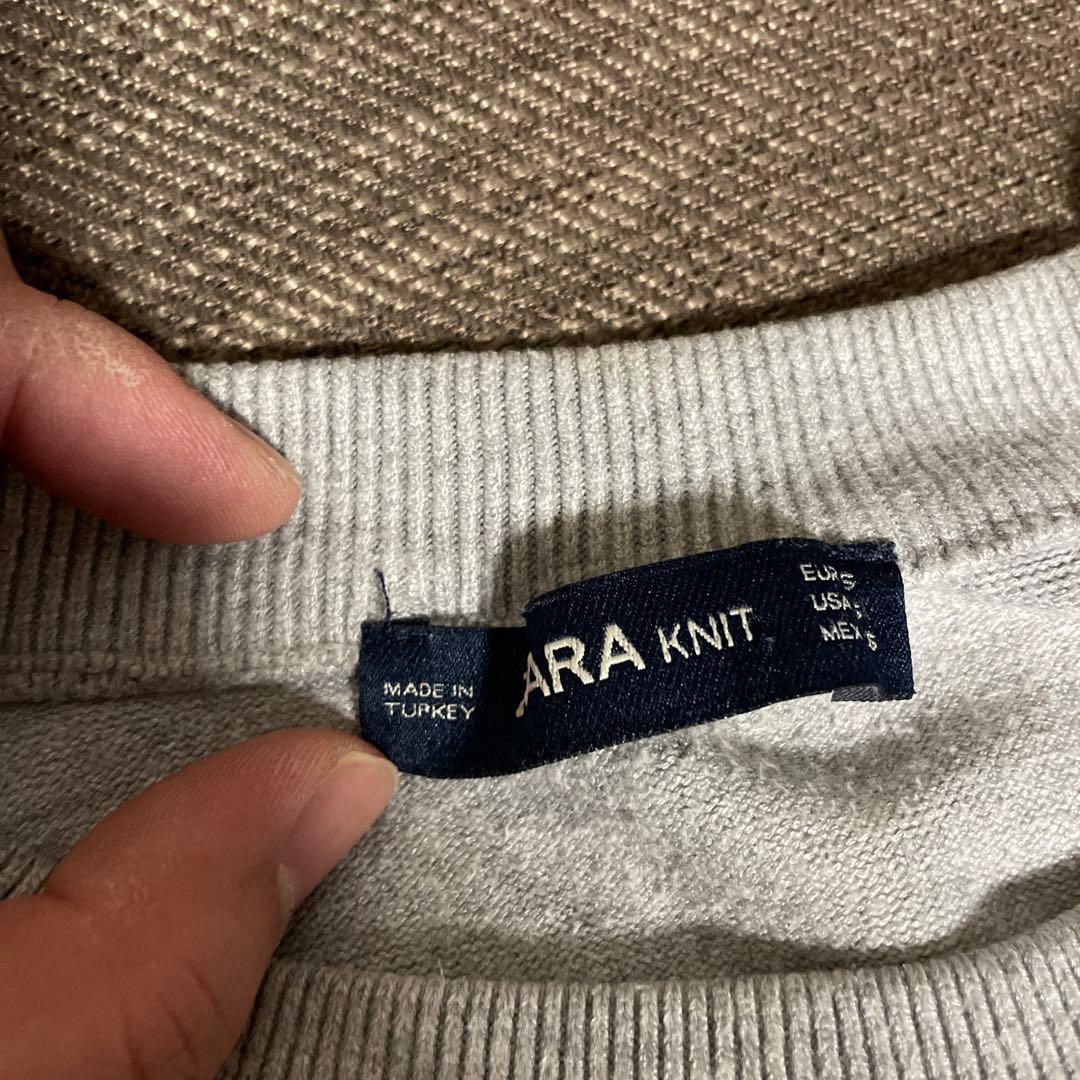 MADE IN
TURKEY
ARA KNIT
EUR S
USA S
MEX S